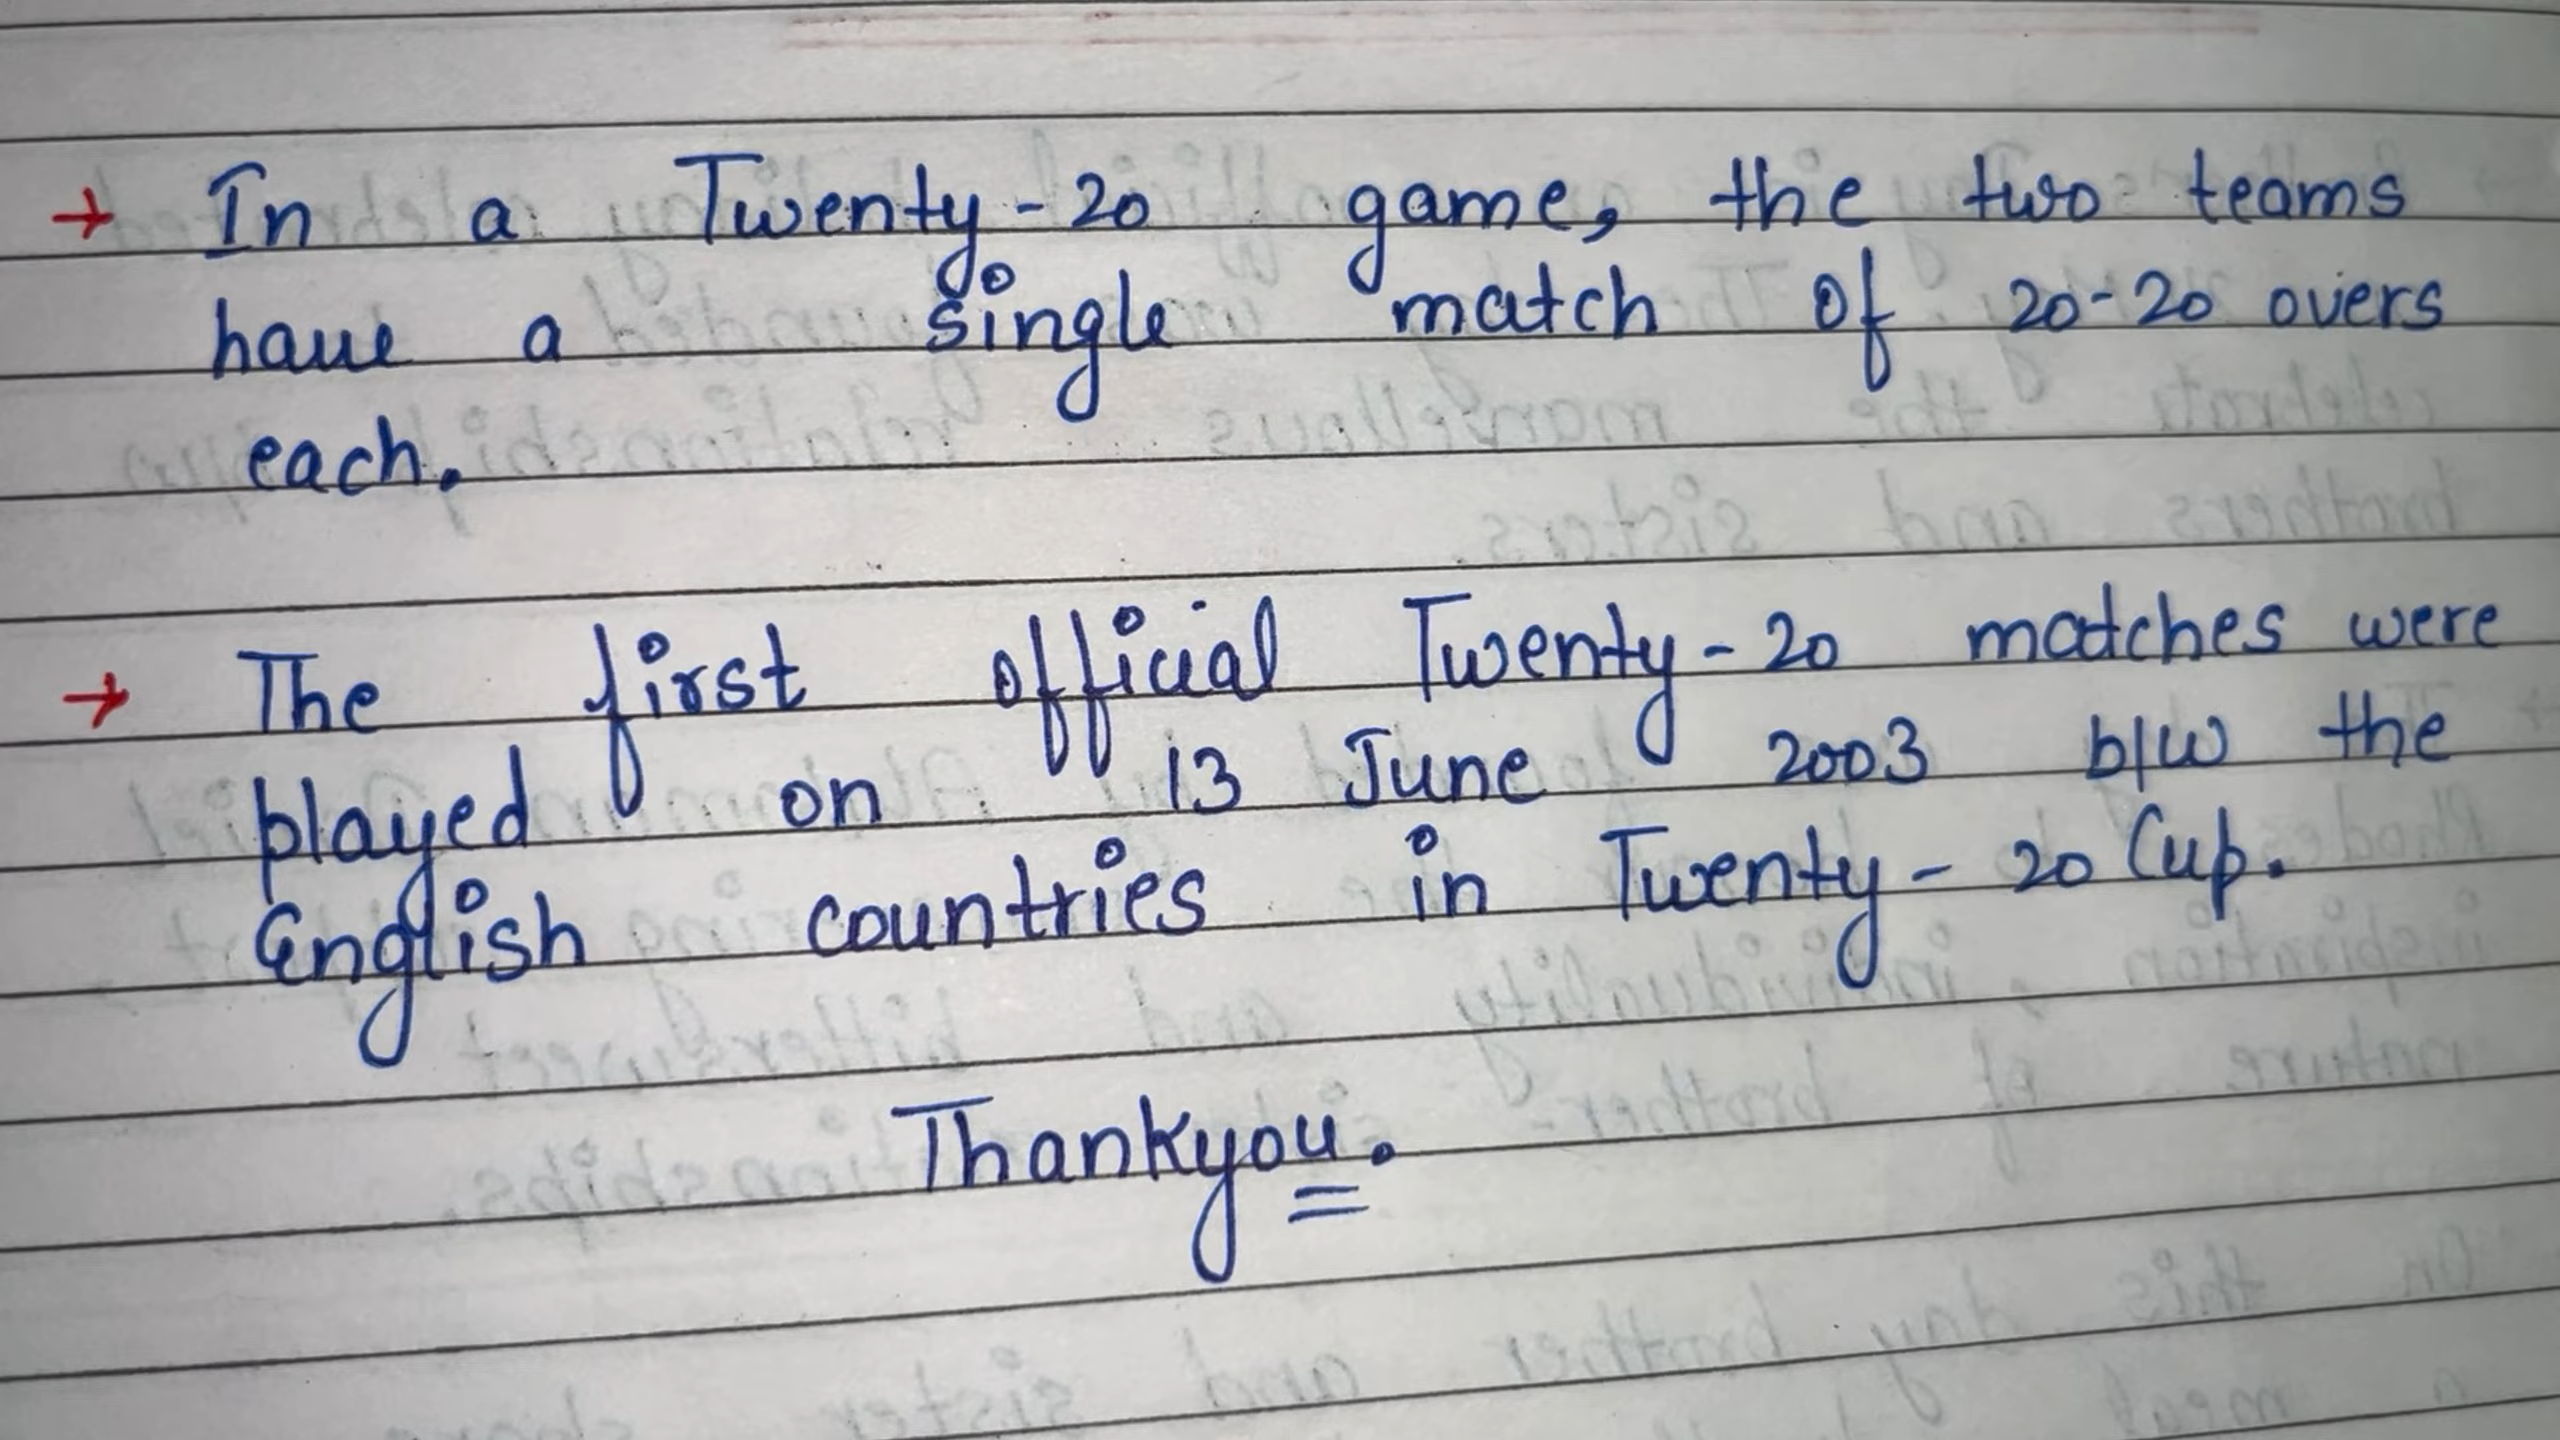 → In a Twenty-20 game, the two teams
have a single match of 20-20 overs
each.
→ The first official Twenty-20 matches were
played on 13 June 2003 b/w the
English countries in Twenty-20 Cup.
Thankyou.